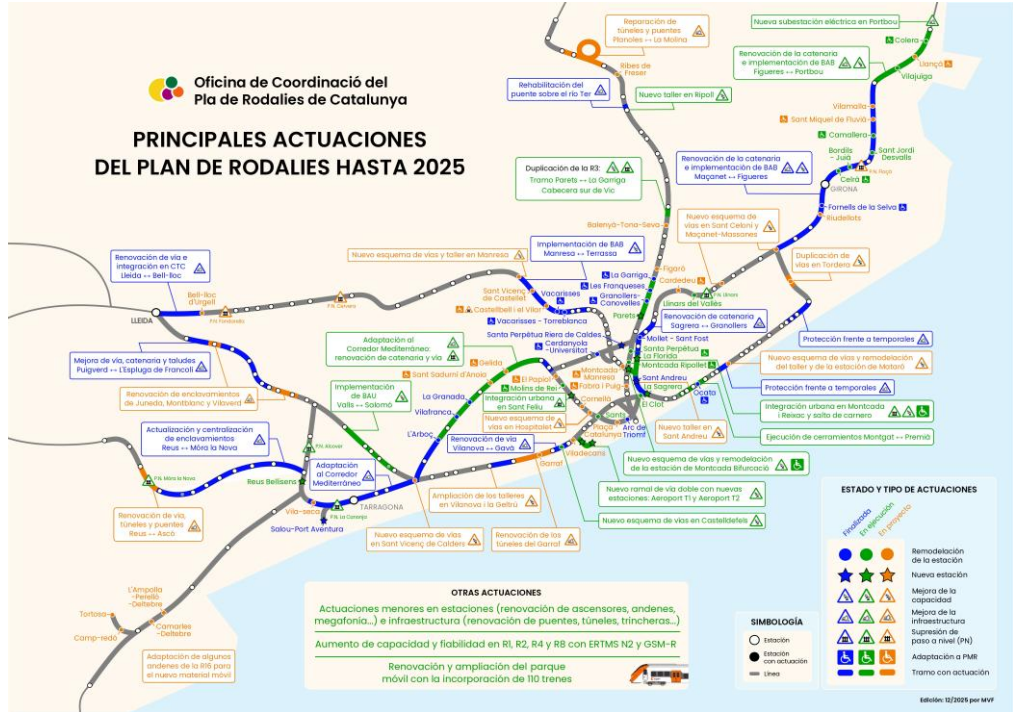 Oficina de Coordinació del
Pla de Rodalies de Catalunya
PRINCIPALES ACTUACIONES
DEL PLAN DE RODALIES HASTA 2025
Reparación de
túneles y puentes
Planoles ↔ La Molina
Nueva subestación eléctrica en Portbou
Colera
Renovación de la catenaria
e implementación de BAB
Figueres ↔ Portbou
Llançà
Vilajuïga
Ribes de Freser
Rehabilitación del
puente sobre el río Ter
Nuevo taller en Ripoll
Vilamalla
Sant Miquel de Fluvià
Camallera
Bordils
- Juià
Sant Jordi
Desvalls
Celrà
P.N. Flaçà
GIRONA
Renovación de la catenaria
e implementación de BAB
Maçanet ↔ Figueres
Duplicación de la R3:
Tramo Parets ↔ La Garriga
Cabecera sur de Vic
Fornells de la Selva
Riudellots
Balenyà-Tona-Seva
Nuevo esquema de
vías en Sant Celoni y
Maçanet-Massanes
Duplicación de
vías en Tordera
Renovación de vía e
integración en CTC
Lleida ↔ Bell-lloc
Nuevo esquema de vías y taller en Manresa
Implementación de BAB
Manresa ↔ Terrassa
Figaró
Cardedeu
La Garriga
Les Franqueses
Granollers-
Canovelles
Llinars del Vallès
P.N. Llinars
Parets
Bell-lloc
d'Urgell
LLEIDA
Sant Vicenç
de Castellet
Vacarisses
Castellbell i el Vilar
Vacarisses - Torreblanca
Renovación de catenaria
Sagrera ↔ Granollers
Santa Perpètua Riera de Caldes
Cerdanyola
-Universitat
Mollet - Sant Fost
Santa Perpètua
La Florida
Montcada Ripollet
Protección frente a temporales
Mejora de vía, catenaria y taludes
Puigverd ↔ L'Espluga de Francolí
Adaptación al
Corredor Mediterráneo:
renovación de catenaria y vía
Gelida
Sant Sadurní d'Anoia
El Papiol
Molins de Rei
Montcada-
Manresa
Fabra i Puig
Sant Andreu
La Sagrera
El Clot
Ocata
Nuevo esquema de vías y remodelación
del taller y de la estación de Mataró
Protección frente a temporales
Renovación de enclavamientos
de Juneda, Montblanc y Vilaverd
Implementación
de BAU
Valls ↔ Salomó
Integración urbana
en Sant Feliu
Cornellà
Sants
Plaça
Catalunya
Arc de
Triomf
Integración urbana en Montcada
i Reixac y salto de carnero
Nuevo esquema de
vías en Hospitalet
Nuevo taller en
Sant Andreu
Ejecución de cerramientos Montgat ↔ Premià
La Granada
Vilafranca
L'Arboç
Actualización y centralización
de enclavamientos
Reus ↔ Móra la Nova
P.N. Alcover
Renovación de vía
Vilanova ↔ Gavà
Viladecans
Garraf
Nuevo esquema de vías y remodelación
de la estación de Montcada Bifurcació
P.N. Móra la Nova
Reus Bellisens
Adaptación
al Corredor
Mediterráneo
Nuevo ramal de vía doble con nuevas
estaciones: Aeroport T1 y Aeroport T2
Vila-seca
P.N. La Canonja
TARRAGONA
Salou-Port Aventura
Ampliación de los talleres
en Vilanova i la Geltrú
Nuevo esquema de vías en Castelldefels
Renovación de vía,
túneles y puentes
Reus ↔ Ascó
Nuevo esquema de vías
en Sant Vicenç de Calders
Renovación de los
túneles del Garraf
ESTADO Y TIPO DE ACTUACIONES
Finalizada
En ejecución
En proyecto
Remodelación
de la estación
Nueva estación
Mejora de la
capacidad
Mejora de la
infraestructura
Supresión de
paso a nivel (PN)
Adaptación a PMR
Tramo con actuación
L'Ampolla
-Perelló
-Deltebre
Tortosa
Camp-redó
Camarles
-Deltebre
Adaptación de algunos
andenes de la R16 para
el nuevo material móvil
OTRAS ACTUACIONES
Actuaciones menores en estaciones (renovación de ascensores, andenes,
megafonía...) e infraestructura (renovación de puentes, túneles, trincheras...)
Aumento de capacidad y fiabilidad en R1, R2, R4 y R8 con ERTMS N2 y GSM-R
Renovación y ampliación del parque
móvil con la incorporación de 110 trenes
SIMBOLOGÍA
Estación
Estación
con actuación
Línea
Edición: 12/2025 por MVF